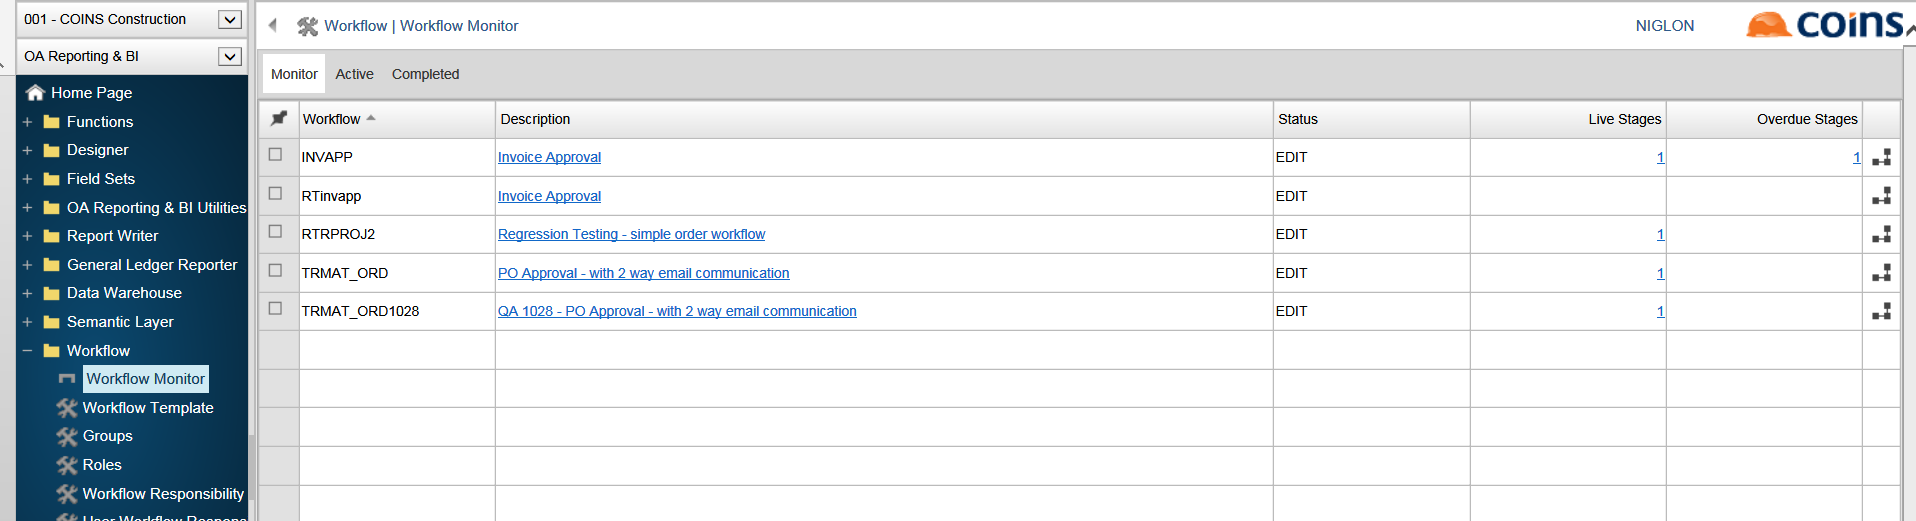 001 - COINS Construction
OA Reporting & BI
Home Page
Functions
Designer
Field Sets
OA Reporting & BI Utilities
Report Writer
General Ledger Reporter
Data Warehouse
Semantic Layer
Workflow
Workflow Monitor
Workflow Template
Groups
Roles
Workflow Responsibility
Workflow | Workflow Monitor
NIGLON
coins
Monitor Active Completed
Workflow Description Status Live Stages Overdue Stages
INVAPP Invoice Approval EDIT 1 1
RTinvapp Invoice Approval EDIT
RTRPROJ2 Regression Testing - simple order workflow EDIT 1
TRMAT_ORD PO Approval - with 2 way email communication EDIT 1
TRMAT_ORD1028 QA 1028 - PO Approval - with 2 way email communication EDIT 1